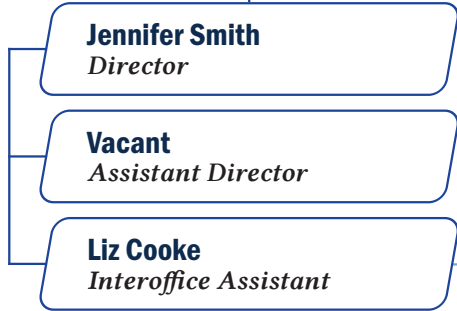 Jennifer Smith
Director
Vacant
Assistant Director
Liz Cooke
Interoffice Assistant